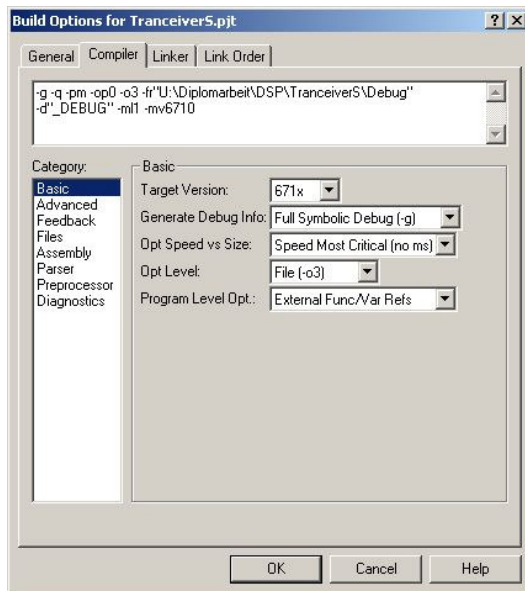 Build Options for TranceiverS.pjt
General Compiler Linker Link Order
-g -q -pm -op0 -o3 -fr"U:\Diplomarbeit\DSP\TranceiverS\Debug"
-d"_DEBUG" -ml1 -mv6710
Category:
Basic
Advanced
Feedback
Files
Assembly
Parser
Preprocessor
Diagnostics
Basic
Target Version: 671x
Generate Debug Info: Full Symbolic Debug (-g)
Opt Speed vs Size: Speed Most Critical (no ms)
Opt Level: File (-o3)
Program Level Opt.: External Func/Var Refs
OK Cancel Help